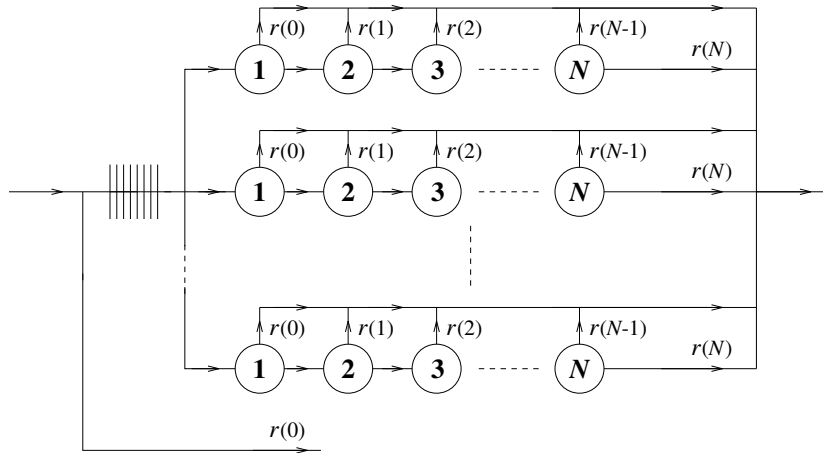 r(0) r(1) r(2) r(N-1) r(N)
1 2 3 N
r(0) r(1) r(2) r(N-1) r(N)
1 2 3 N
r(0) r(1) r(2) r(N-1) r(N)
1 2 3 N
r(0)